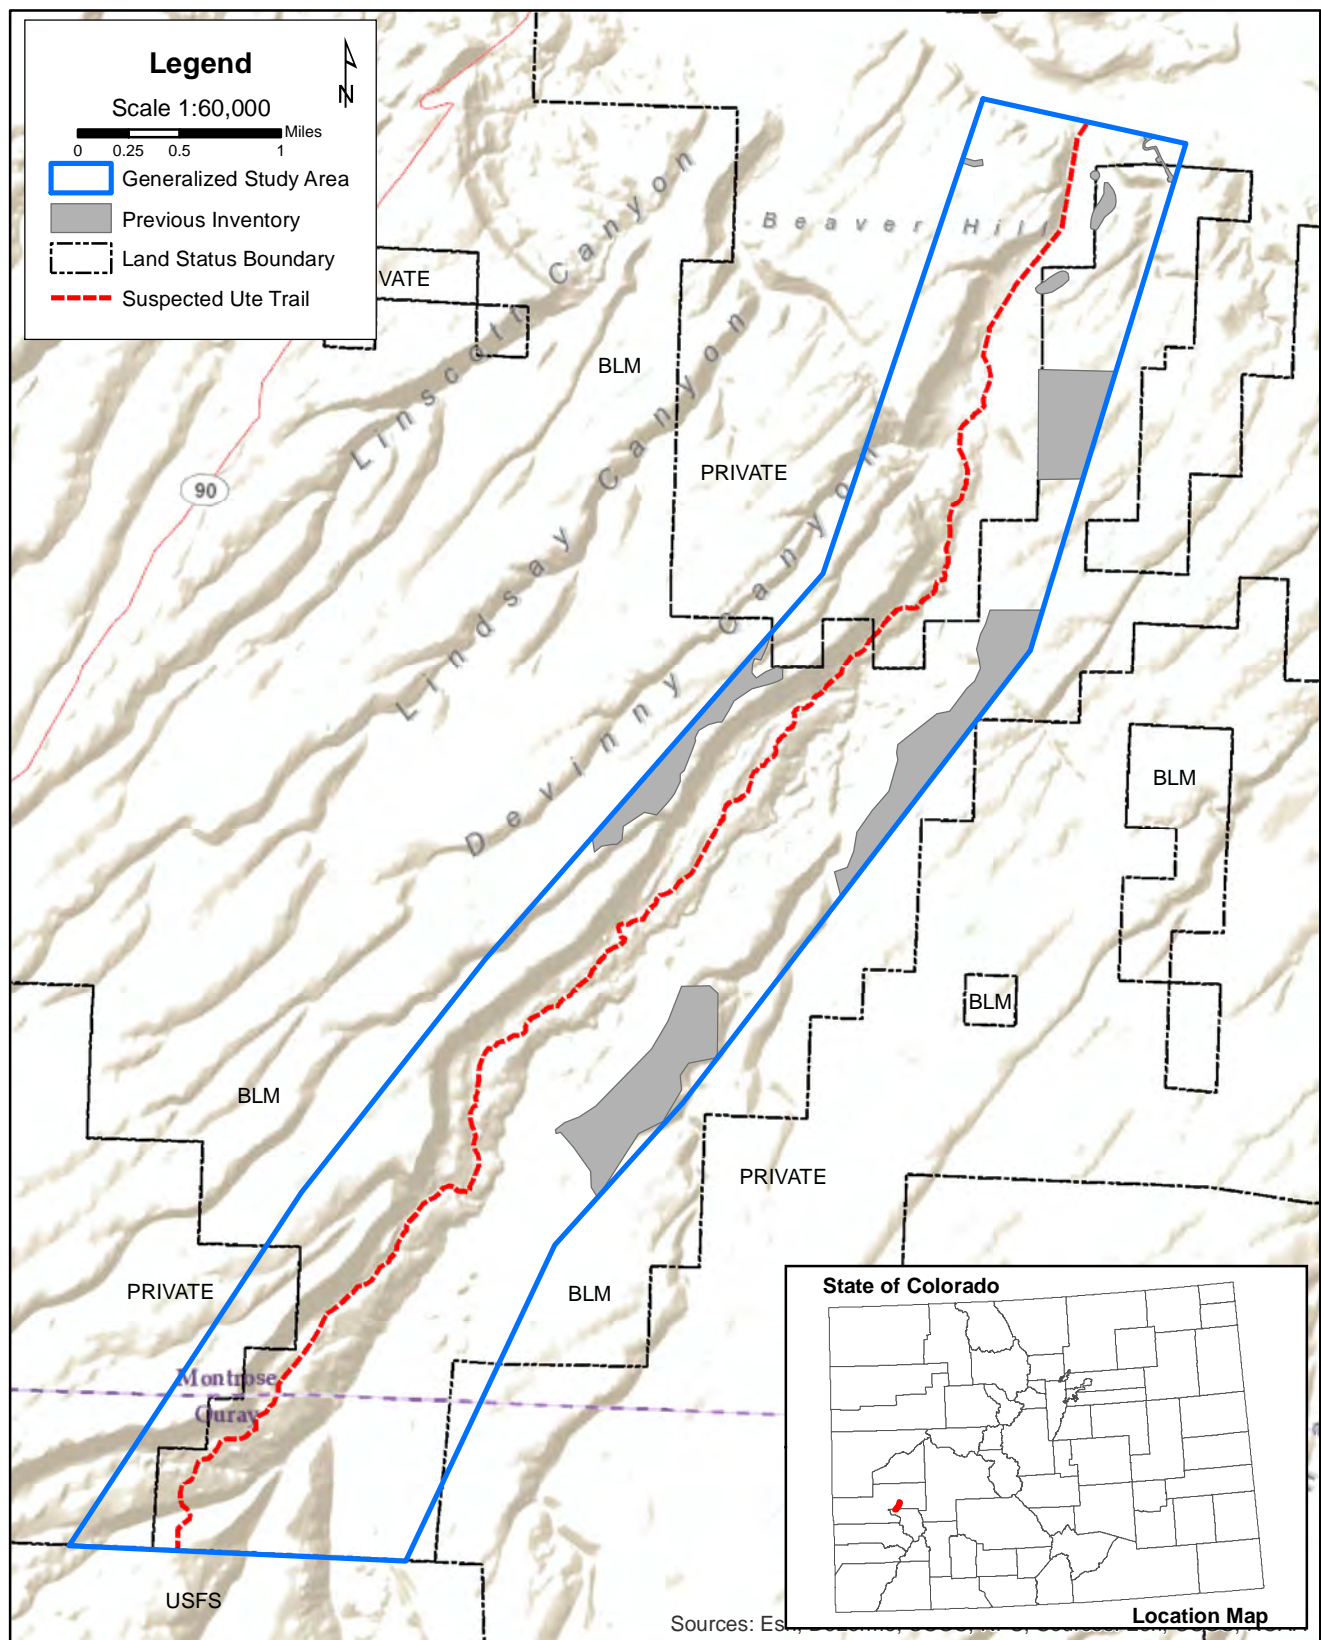 Legend
N
Scale 1:60,000
Miles
0 0.25 0.5 1
Generalized Study Area
Previous Inventory
Land Status Boundary
Suspected Ute Trail
VATE
Linscott Canyon
Lindsay Canyon
Devinny Canyon
Beaver Hill
BLM
PRIVATE
90
BLM
BLM
BLM
PRIVATE
PRIVATE
BLM
Montrose
Ouray
USFS
State of Colorado
Location Map
Sources: Es